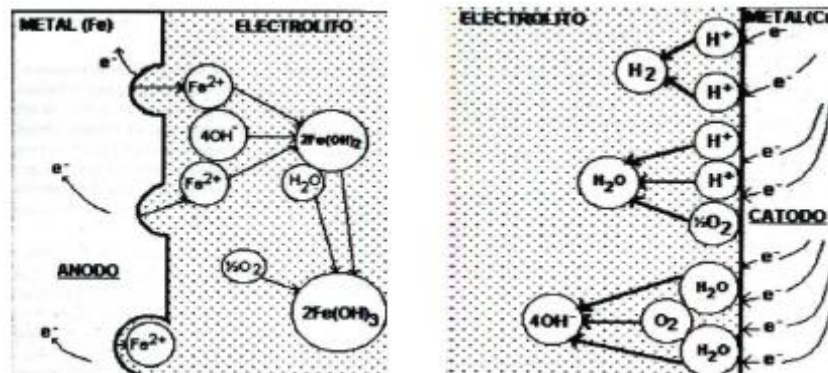 METAL (Fe) ELECTROLITO
e⁻
Fe²⁺
4OH⁻
2Fe(OH)₂
e⁻
Fe²⁺
H₂O
½O₂
ANODO
2Fe(OH)₃
e⁻
Fe²⁺
ELECTROLITO METAL(C
H⁺
e⁻
H₂
H⁺
e⁻
H⁺
e⁻
H₂O
H⁺
e⁻
½O₂
CATODO
e⁻
H₂O
e⁻
4OH⁻
O₂
e⁻
H₂O
e⁻